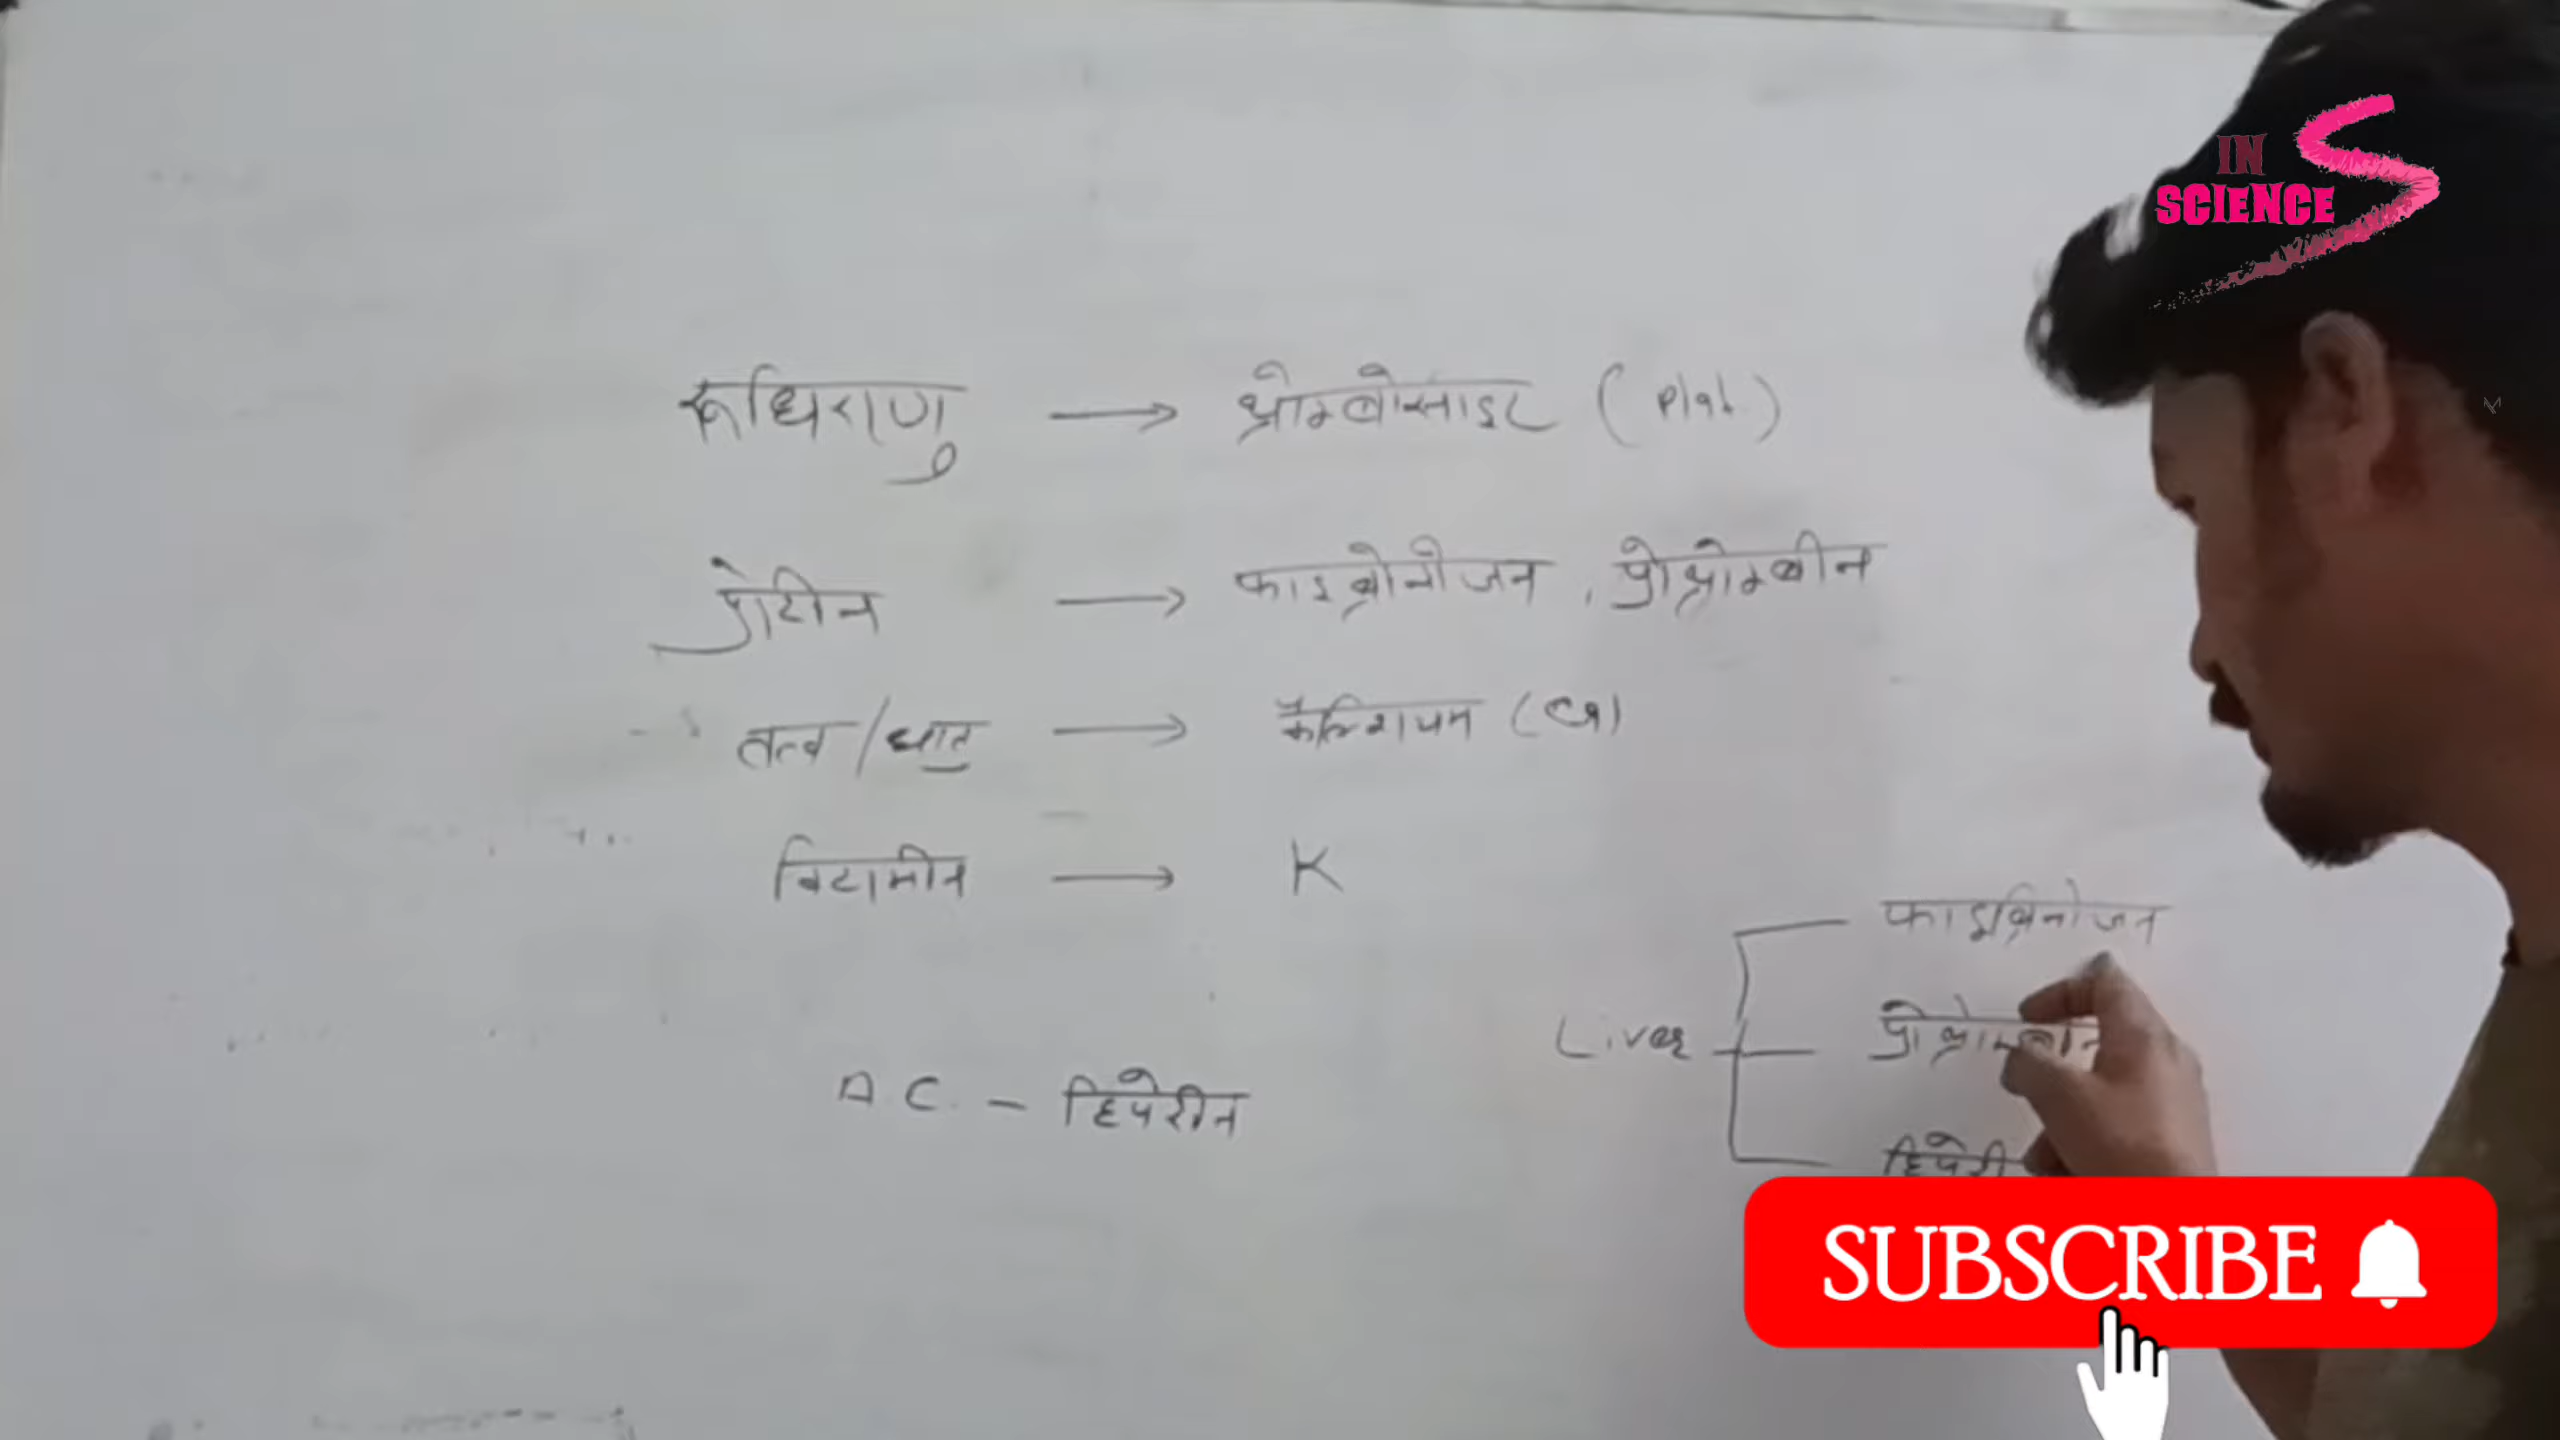 IN
SCIENCE
रूधिराणु → थ्रोम्बोसाइट (Plat.)
प्रोटीन → फाइब्रोनोजन, प्रोथ्रोम्बीन
तत्व/धातु → कैल्शियम (Ca)
विटामीन → K
फाइब्रिनोजन
Liver प्रोथ्रोम्बीन
A.C. - हिपेरीन
हिपेरी
SUBSCRIBE